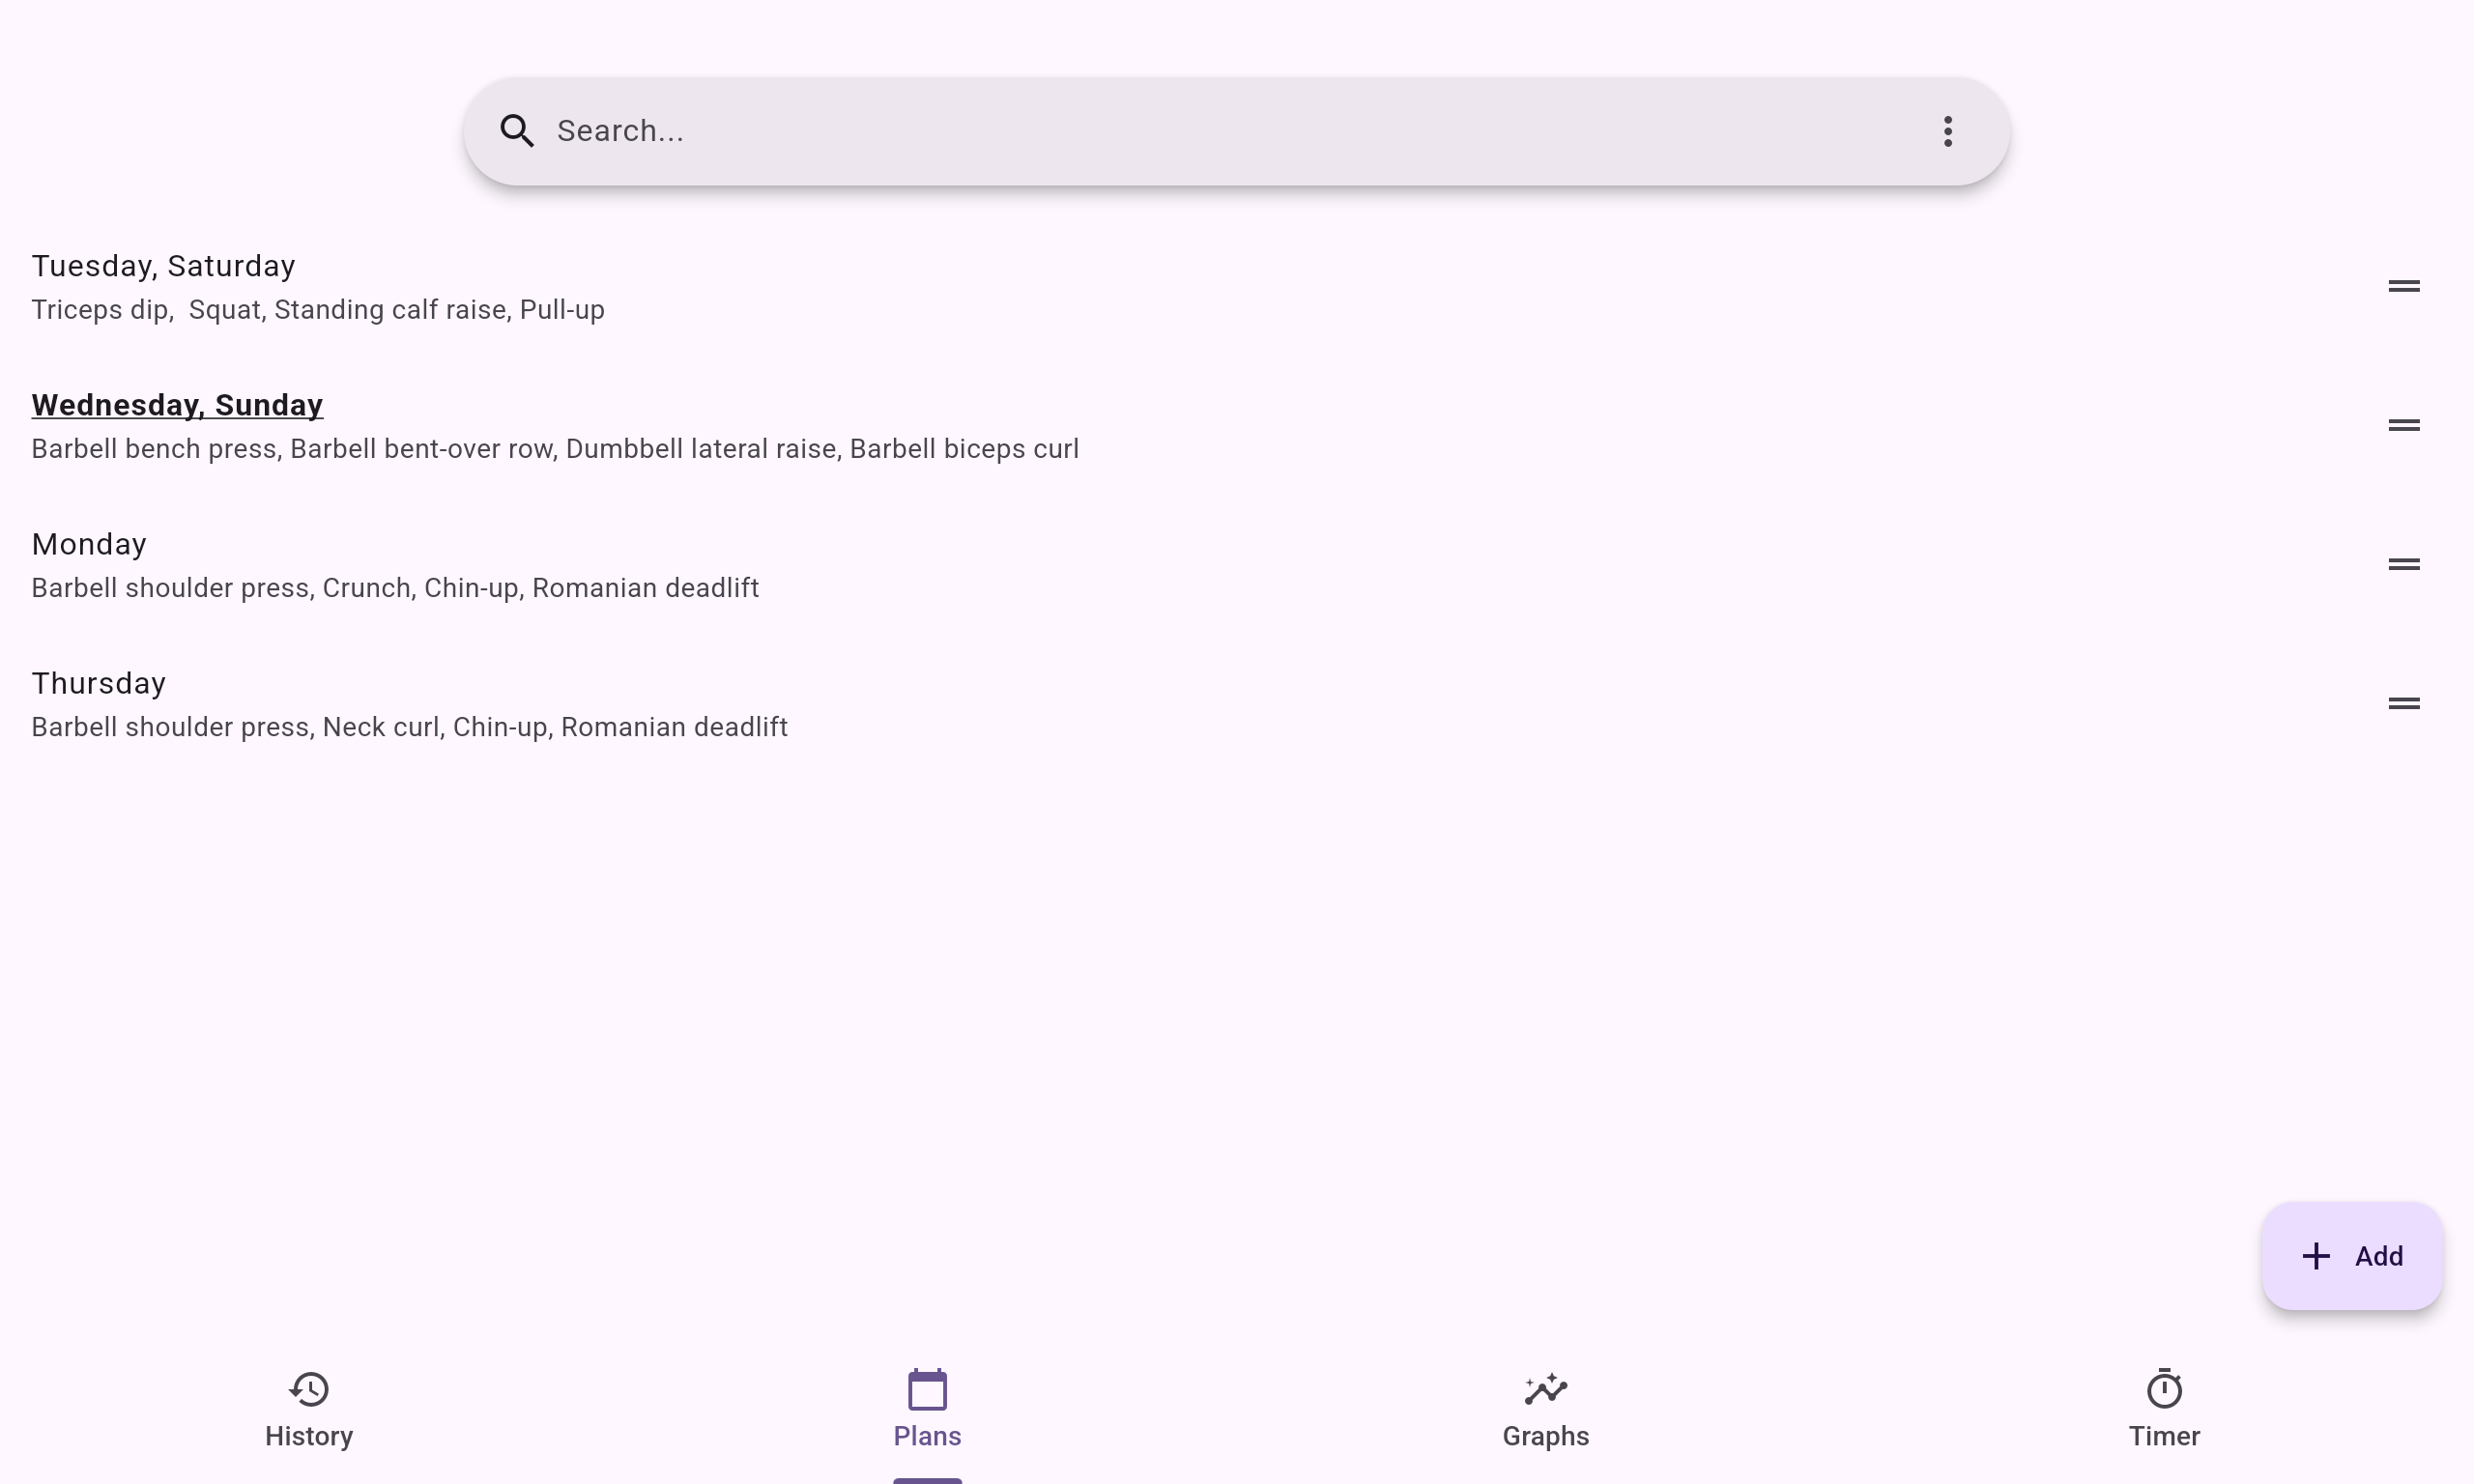 Search...
Tuesday, Saturday
Triceps dip,  Squat, Standing calf raise, Pull-up
Wednesday, Sunday
Barbell bench press, Barbell bent-over row, Dumbbell lateral raise, Barbell biceps curl
Monday
Barbell shoulder press, Crunch, Chin-up, Romanian deadlift
Thursday
Barbell shoulder press, Neck curl, Chin-up, Romanian deadlift
Add
History
Plans
Graphs
Timer